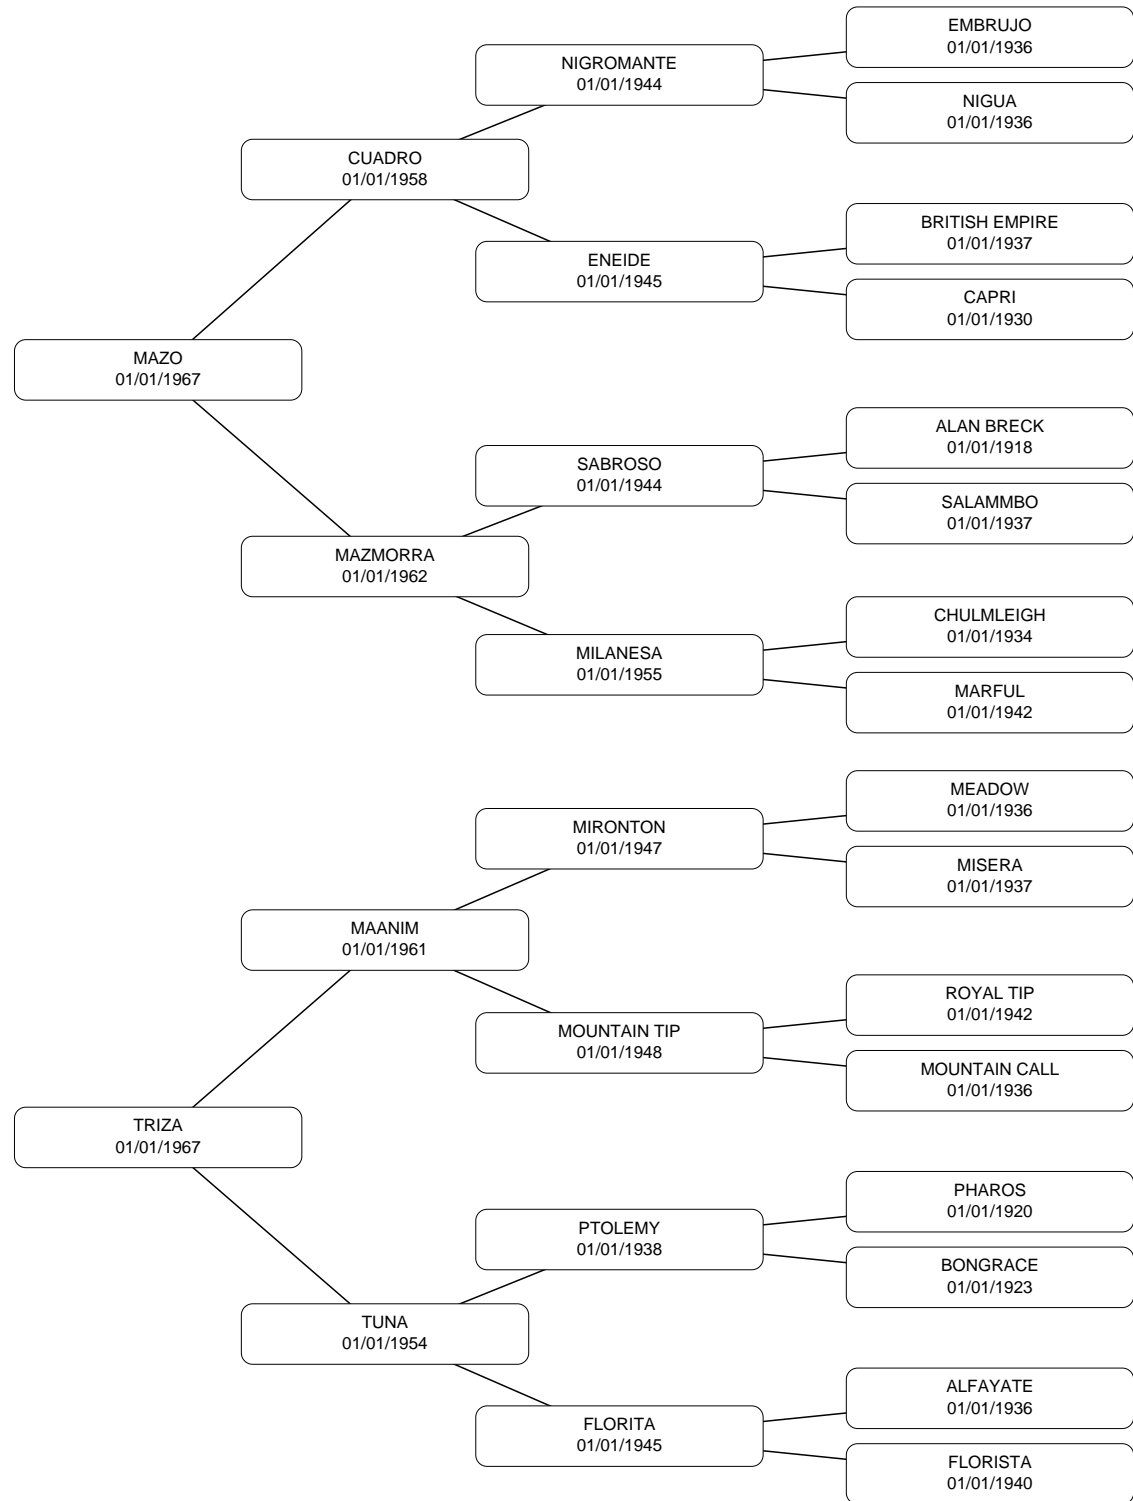 EMBRUJO
01/01/1936
NIGROMANTE
01/01/1944
NIGUA
01/01/1936
CUADRO
01/01/1958
BRITISH EMPIRE
01/01/1937
ENEIDE
01/01/1945
CAPRI
01/01/1930
MAZO
01/01/1967
ALAN BRECK
01/01/1918
SABROSO
01/01/1944
SALAMMBO
01/01/1937
MAZMORRA
01/01/1962
CHULMLEIGH
01/01/1934
MILANESA
01/01/1955
MARFUL
01/01/1942
MEADOW
01/01/1936
MIRONTON
01/01/1947
MISERA
01/01/1937
MAANIM
01/01/1961
ROYAL TIP
01/01/1942
MOUNTAIN TIP
01/01/1948
MOUNTAIN CALL
01/01/1936
TRIZA
01/01/1967
PHAROS
01/01/1920
PTOLEMY
01/01/1938
BONGRACE
01/01/1923
TUNA
01/01/1954
ALFAYATE
01/01/1936
FLORITA
01/01/1945
FLORISTA
01/01/1940